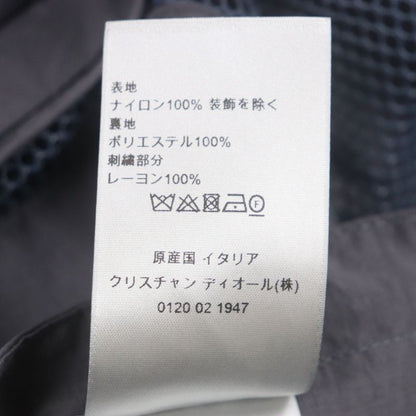 表地
ナイロン100% 装飾を除く
裏地
ポリエステル100%
刺繍部分
レーヨン100%
原産国 イタリア
クリスチャン ディオール(株)
0120 02 1947